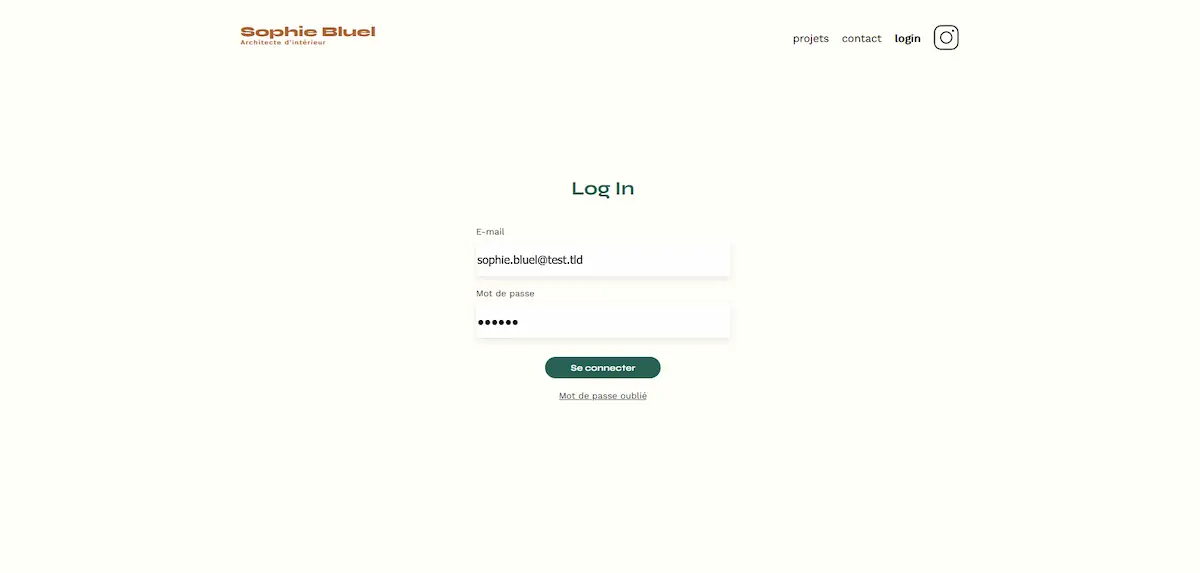 Sophie Bluel
Architecte d'intérieur
projets contact login
Log In
E-mail
sophie.bluel@test.tld
Mot de passe
••••••
Se connecter
Mot de passe oublié